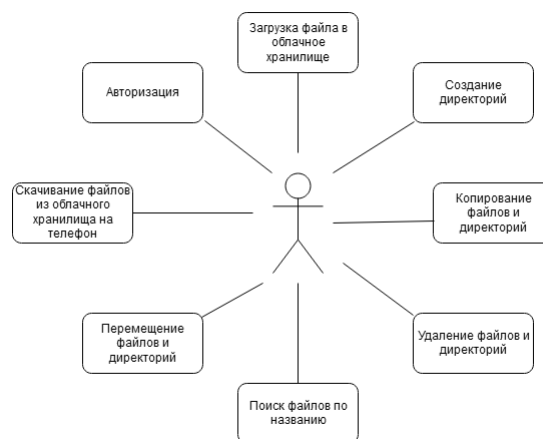 Загрузка файла в
облачное
хранилище
Авторизация
Создание
директорий
Скачивание файлов
из облачного
хранилища на
телефон
Копирование
файлов и
директорий
Перемещение
файлов и
директорий
Удаление файлов и
директорий
Поиск файлов по
названию